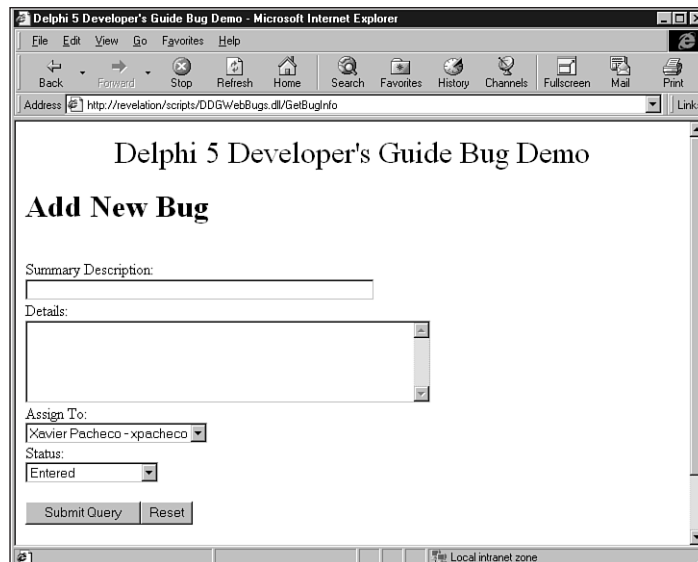 Delphi 5 Developer's Guide Bug Demo - Microsoft Internet Explorer
File Edit View Go Favorites Help
Back Forward Stop Refresh Home Search Favorites History Channels Fullscreen Mail Print
Address http://revelation/scripts/DDGWebBugs.dll/GetBugInfo Link
Delphi 5 Developer's Guide Bug Demo
Add New Bug
Summary Description:
Details:
Assign To:
Xavier Pacheco - xpacheco
Status:
Entered
Submit Query Reset
Local intranet zone